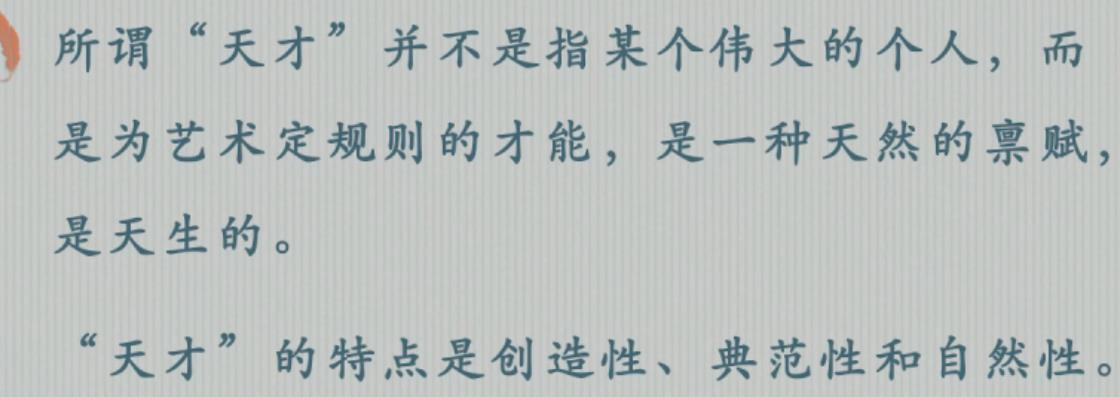 所谓“天才”并不是指某个伟大的个人，而
是为艺术定规则的才能，是一种天然的禀赋，
是天生的。
“天才”的特点是创造性、典范性和自然性。